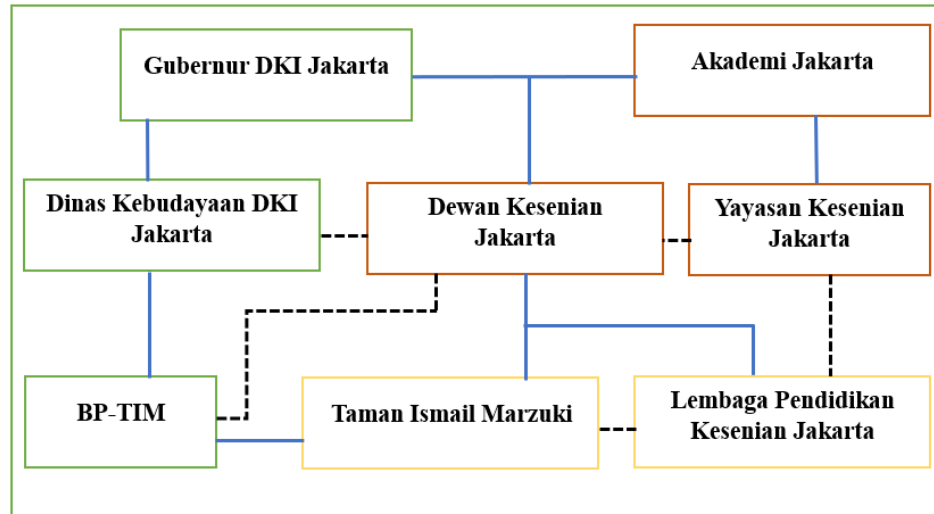 Gubernur DKI Jakarta
Akademi Jakarta
Dinas Kebudayaan DKI
Jakarta
Dewan Kesenian
Jakarta
Yayasan Kesenian
Jakarta
BP-TIM
Taman Ismail Marzuki
Lembaga Pendidikan
Kesenian Jakarta